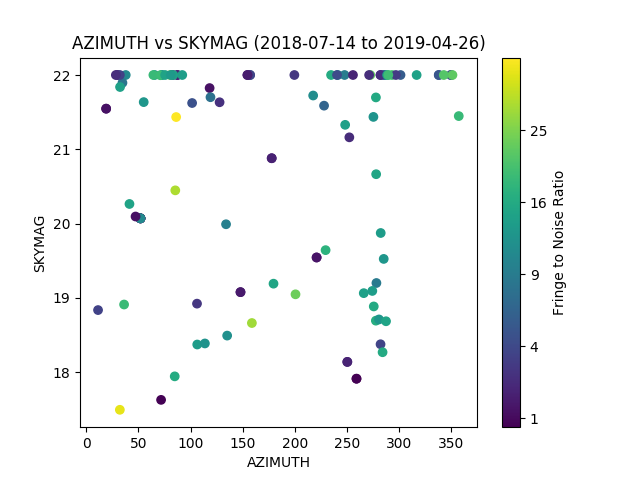 AZIMUTH vs SKYMAG (2018-07-14 to 2019-04-26)
22
21
20
19
18
SKYMAG
0 50 100 150 200 250 300 350
AZIMUTH
25
16
9
4
1
Fringe to Noise Ratio